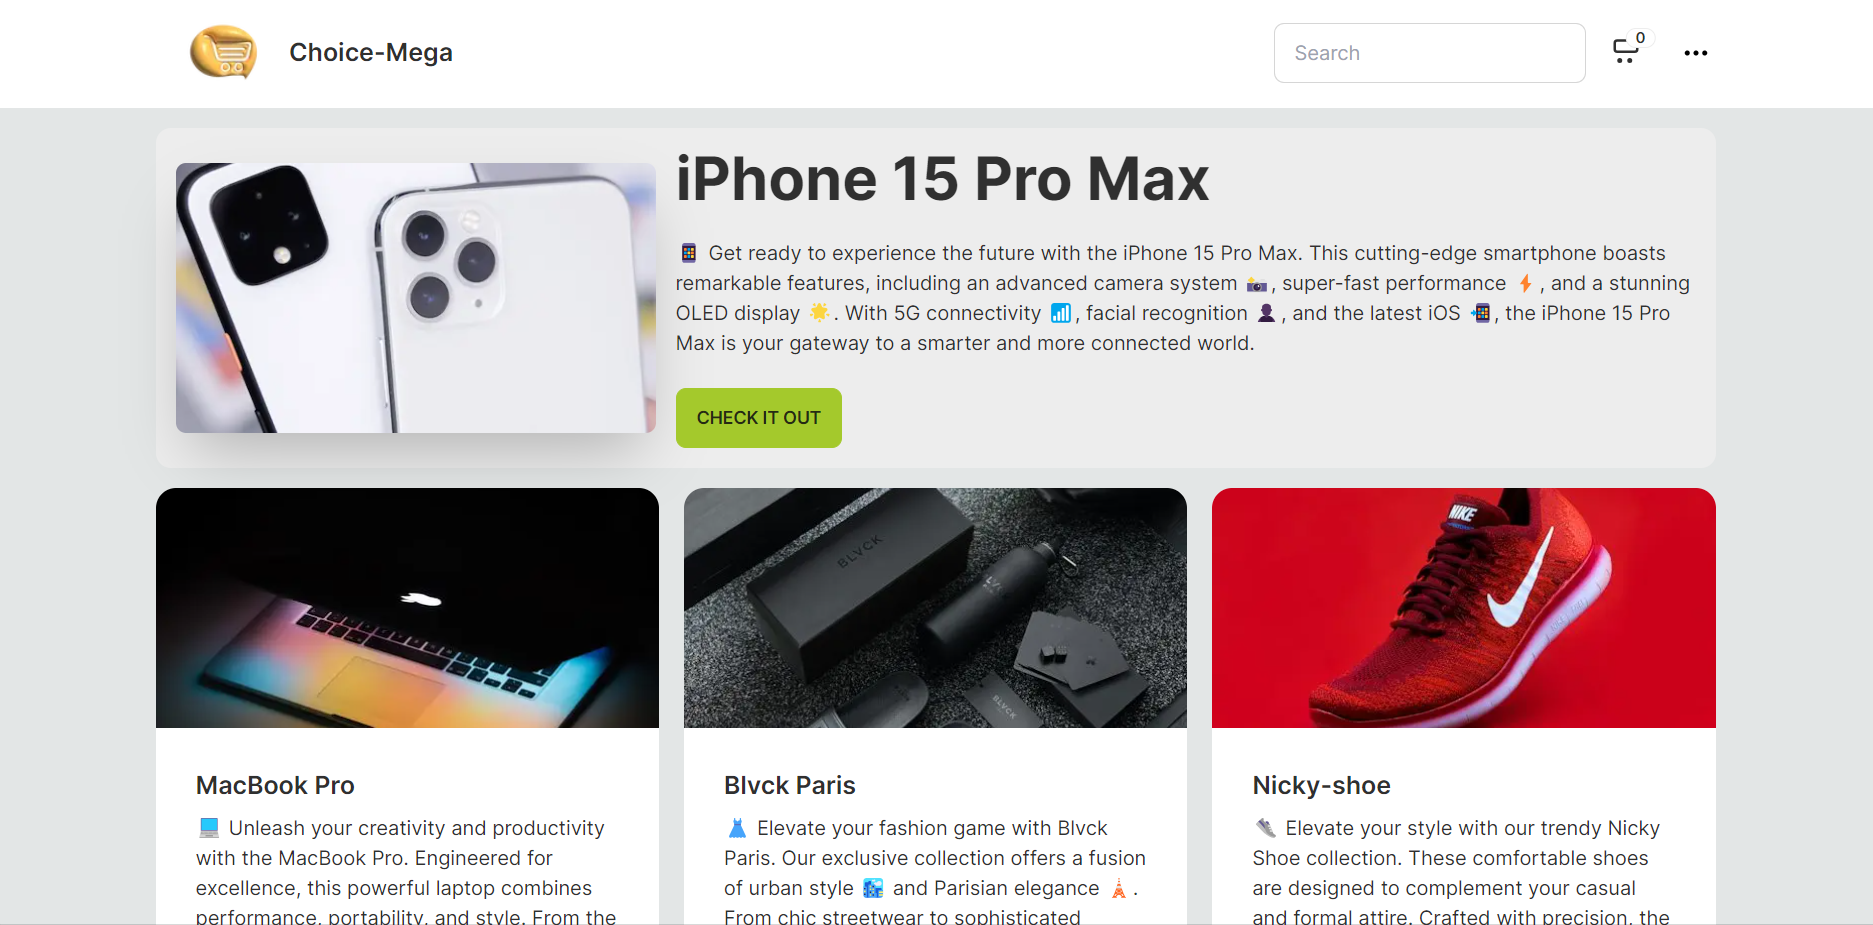 Choice-Mega
Search
0
iPhone 15 Pro Max
Get ready to experience the future with the iPhone 15 Pro Max. This cutting-edge smartphone boasts
remarkable features, including an advanced camera system 📸, super-fast performance ⚡, and a stunning
OLED display 🌟. With 5G connectivity 📶, facial recognition 👤, and the latest iOS 📲, the iPhone 15 Pro
Max is your gateway to a smarter and more connected world.
CHECK IT OUT
BLVCK
BLVCK
NIKE
MacBook Pro
💻 Unleash your creativity and productivity
with the MacBook Pro. Engineered for
excellence, this powerful laptop combines
performance, portability, and style. From the
Blvck Paris
👗 Elevate your fashion game with Blvck
Paris. Our exclusive collection offers a fusion
of urban style 🏙️ and Parisian elegance 🗼.
From chic streetwear to sophisticated
Nicky-shoe
👟 Elevate your style with our trendy Nicky
Shoe collection. These comfortable shoes
are designed to complement your casual
and formal attire. Crafted with precision, the